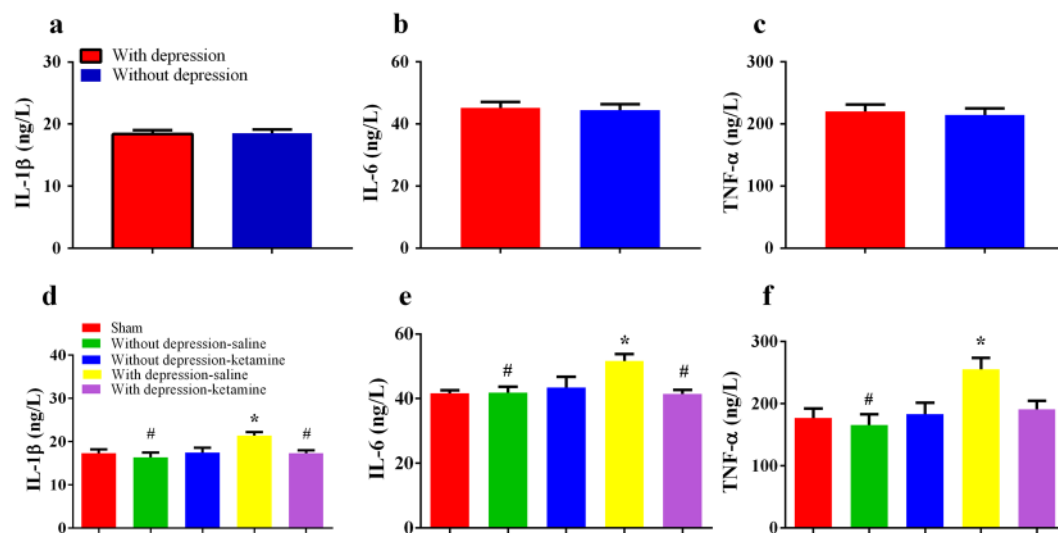 a
30
20
10
0
IL-1β (ng/L)
With depression
Without depression
b
60
40
20
0
IL-6 (ng/L)
c
300
200
100
0
TNF-α (ng/L)
d
40
30
20
10
0
IL-1β (ng/L)
Sham
Without depression-saline
Without depression-ketamine
With depression-saline
With depression-ketamine
#
*
#
e
60
40
20
0
IL-6 (ng/L)
#
*
#
f
300
200
100
0
TNF-α (ng/L)
#
*